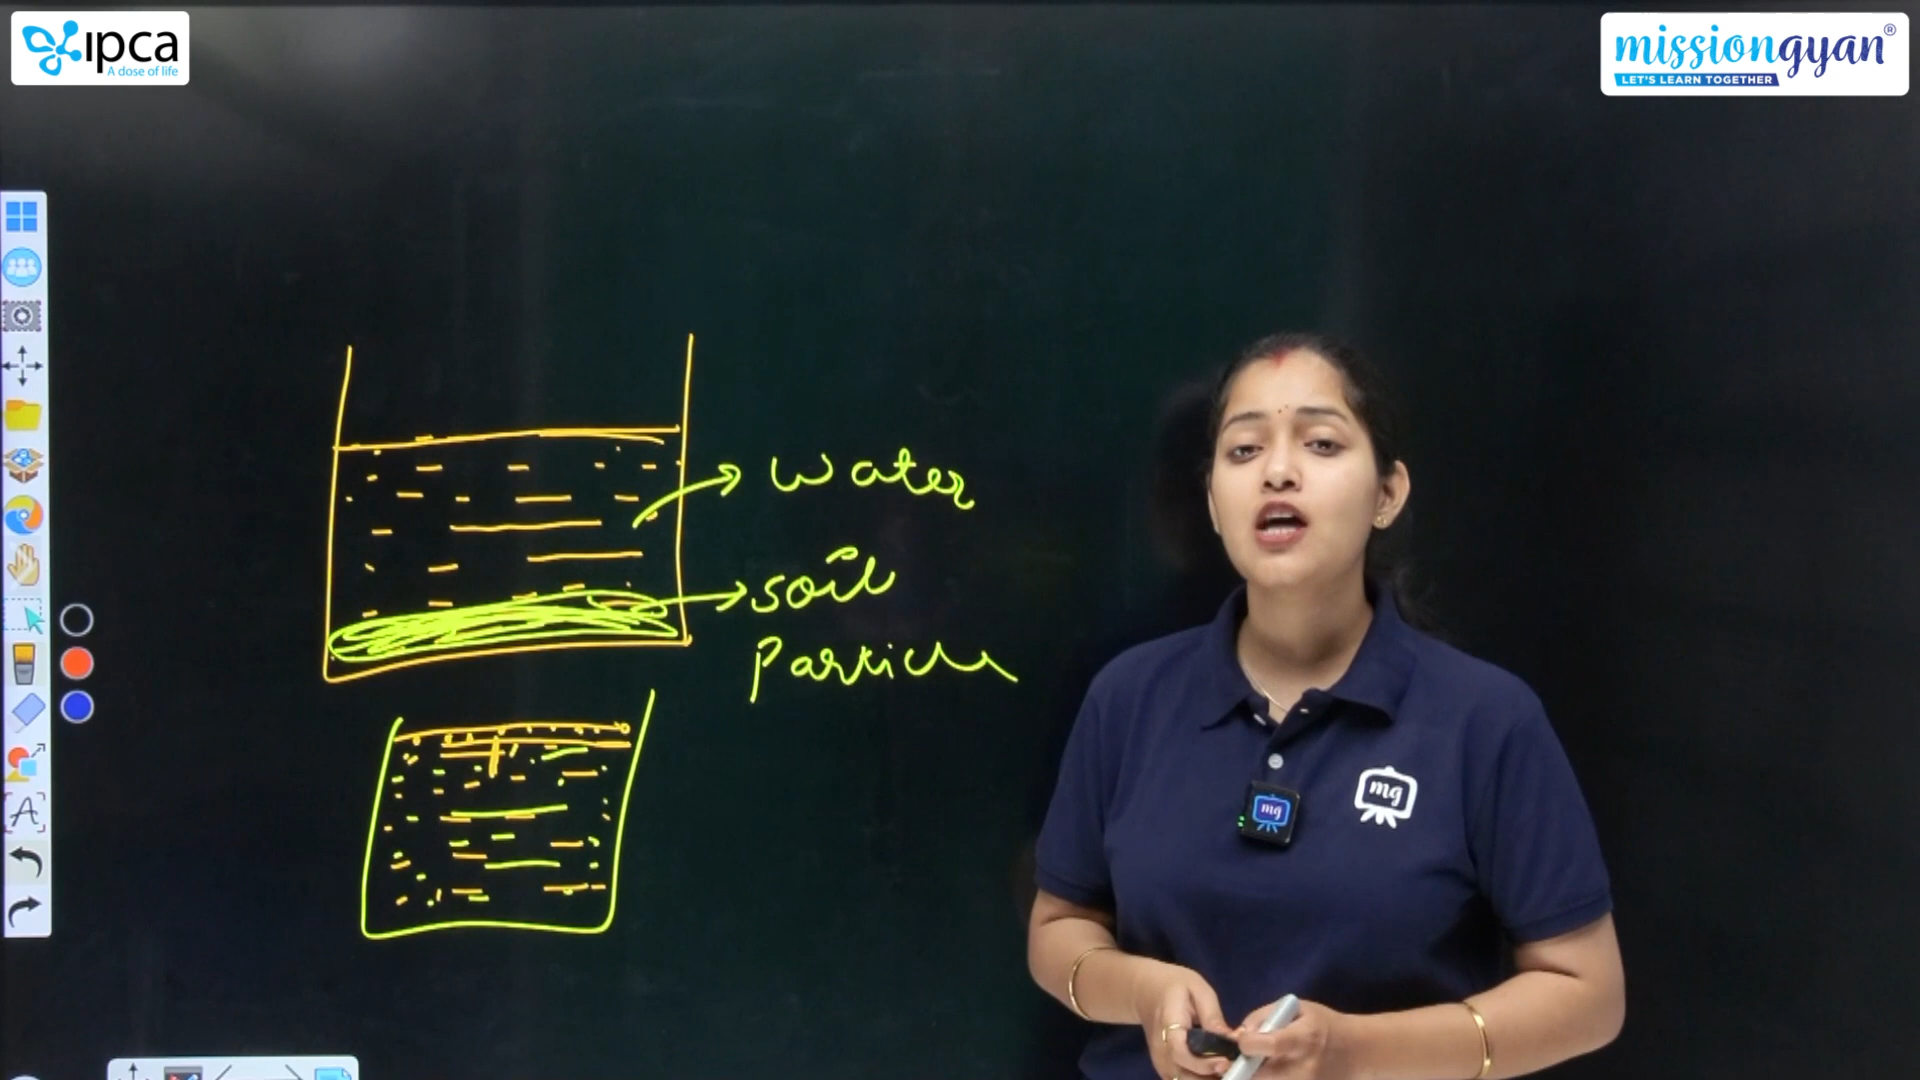 ipca
A dose of life
missiongyan®
LET'S LEARN TOGETHER
water
soil
Particle
mg
mg